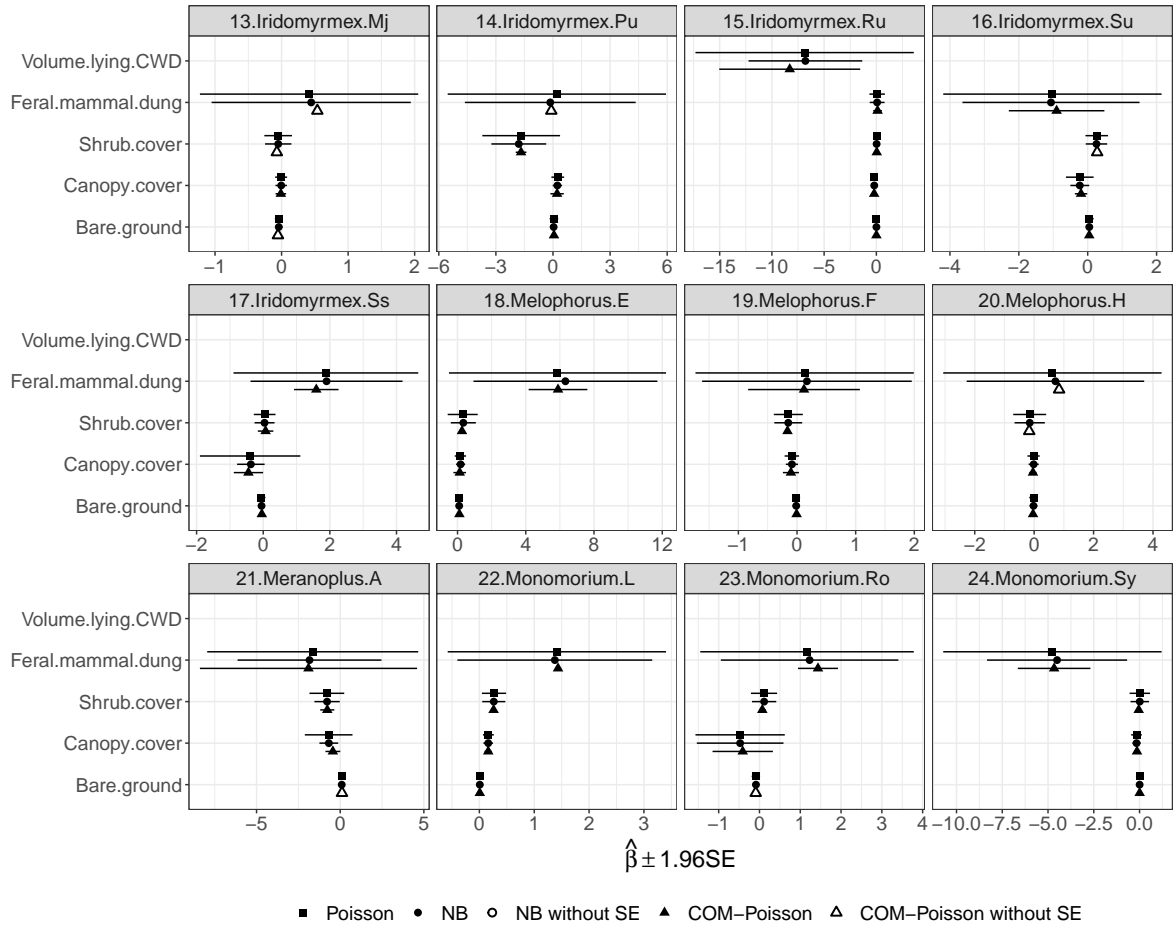 13.Iridomyrmex.Mj 14.Iridomyrmex.Pu 15.Iridomyrmex.Ru 16.Iridomyrmex.Su
Volume.lying.CWD
Feral.mammal.dung
Shrub.cover
Canopy.cover
Bare.ground
−1 0 1 2 −6 −3 0 3 6 −15 −10 −5 0 −4 −2 0 2
17.Iridomyrmex.Ss 18.Melophorus.E 19.Melophorus.F 20.Melophorus.H
Volume.lying.CWD
Feral.mammal.dung
Shrub.cover
Canopy.cover
Bare.ground
−2 0 2 4 0 4 8 12 −1 0 1 2 −2 0 2 4
21.Meranoplus.A 22.Monomorium.L 23.Monomorium.Ro 24.Monomorium.Sy
Volume.lying.CWD
Feral.mammal.dung
Shrub.cover
Canopy.cover
Bare.ground
−5 0 5 0 1 2 3 −1 0 1 2 3 4 −10.0 −7.5 −5.0 −2.5 0.0
β̂ ± 1.96SE
Poisson NB NB without SE COM−Poisson COM−Poisson without SE